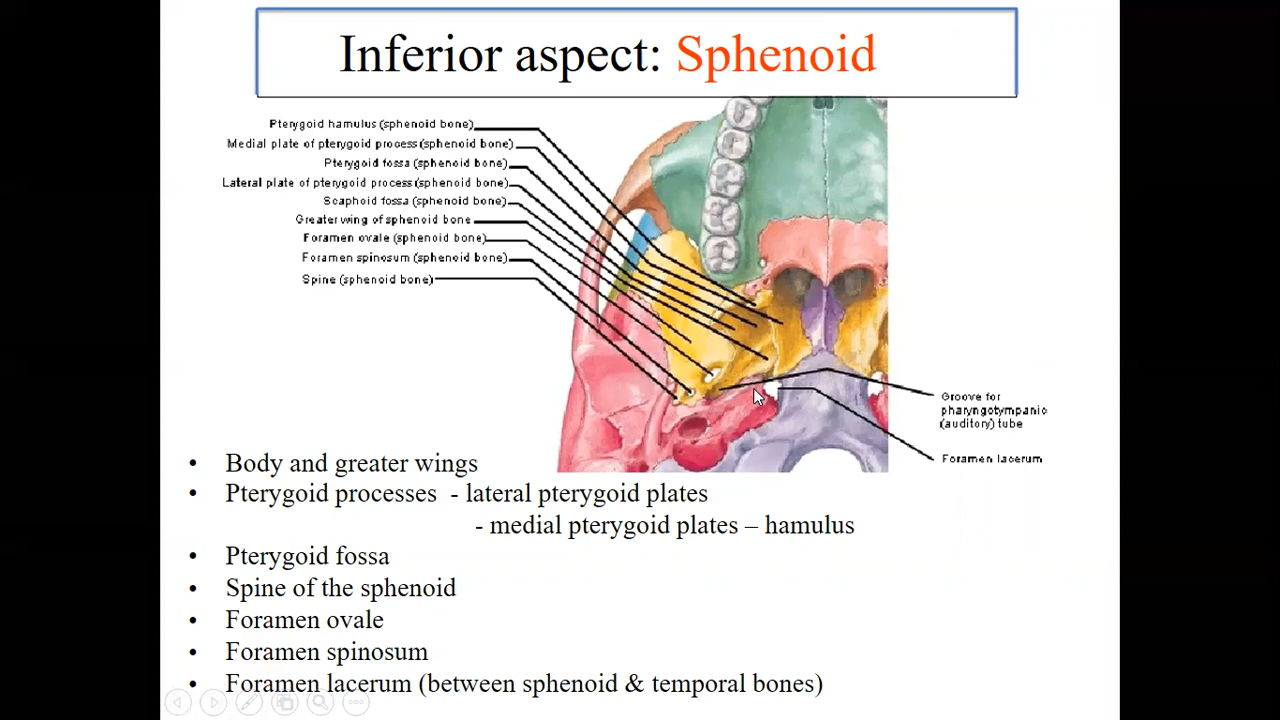 Inferior aspect: Sphenoid
Pterygoid hamulus (sphenoid bone)
Medial plate of pterygoid process (sphenoid bone)
Pterygoid fossa (sphenoid bone)
Lateral plate of pterygoid process (sphenoid bone)
Scaphoid fossa (sphenoid bone)
Greater wing of sphenoid bone
Foramen ovale (sphenoid bone)
Foramen spinosum (sphenoid bone)
Spine (sphenoid bone)
Groove for
pharyngotympanic
(auditory) tube
Foramen lacerum
• Body and greater wings
• Pterygoid processes - lateral pterygoid plates
- medial pterygoid plates – hamulus
• Pterygoid fossa
• Spine of the sphenoid
• Foramen ovale
• Foramen spinosum
• Foramen lacerum (between sphenoid & temporal bones)